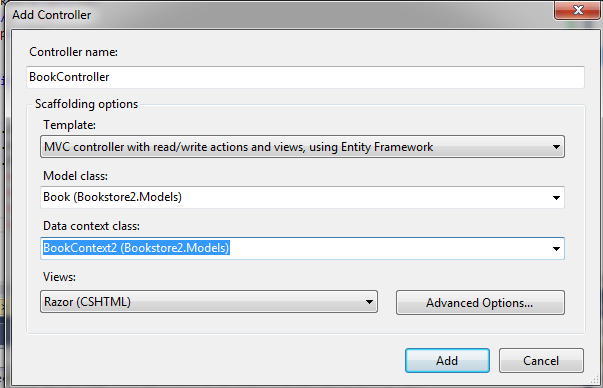 Add Controller
Controller name:
BookController
Scaffolding options
Template:
MVC controller with read/write actions and views, using Entity Framework
Model class:
Book (Bookstore2.Models)
Data context class:
BookContext2 (Bookstore2.Models)
Views:
Razor (CSHTML)
Advanced Options...
Add
Cancel